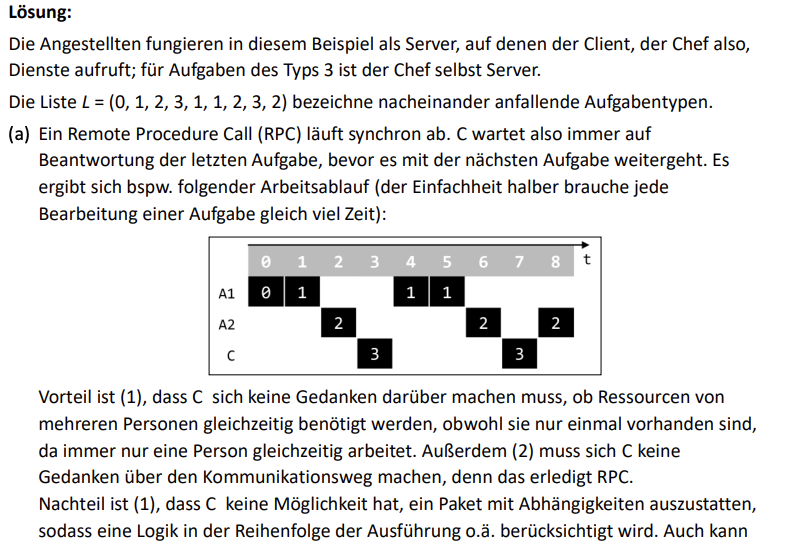 Lösung:
Die Angestellten fungieren in diesem Beispiel als Server, auf denen der Client, der Chef also,
Dienste aufruft; für Aufgaben des Typs 3 ist der Chef selbst Server.
Die Liste L = (0, 1, 2, 3, 1, 1, 2, 3, 2) bezeichne nacheinander anfallende Aufgabentypen.
(a) Ein Remote Procedure Call (RPC) läuft synchron ab. C wartet also immer auf
Beantwortung der letzten Aufgabe, bevor es mit der nächsten Aufgabe weitergeht. Es
ergibt sich bspw. folgender Arbeitsablauf (der Einfachheit halber brauche jede
Bearbeitung einer Aufgabe gleich viel Zeit):
0 1 2 3 4 5 6 7 8 t
A1 0 1 1 1
A2 2 2 2
C 3 3
Vorteil ist (1), dass C sich keine Gedanken darüber machen muss, ob Ressourcen von
mehreren Personen gleichzeitig benötigt werden, obwohl sie nur einmal vorhanden sind,
da immer nur eine Person gleichzeitig arbeitet. Außerdem (2) muss sich C keine
Gedanken über den Kommunikationsweg machen, denn das erledigt RPC.
Nachteil ist (1), dass C keine Möglichkeit hat, ein Paket mit Abhängigkeiten auszustatten,
sodass eine Logik in der Reihenfolge der Ausführung o.ä. berücksichtigt wird. Auch kann